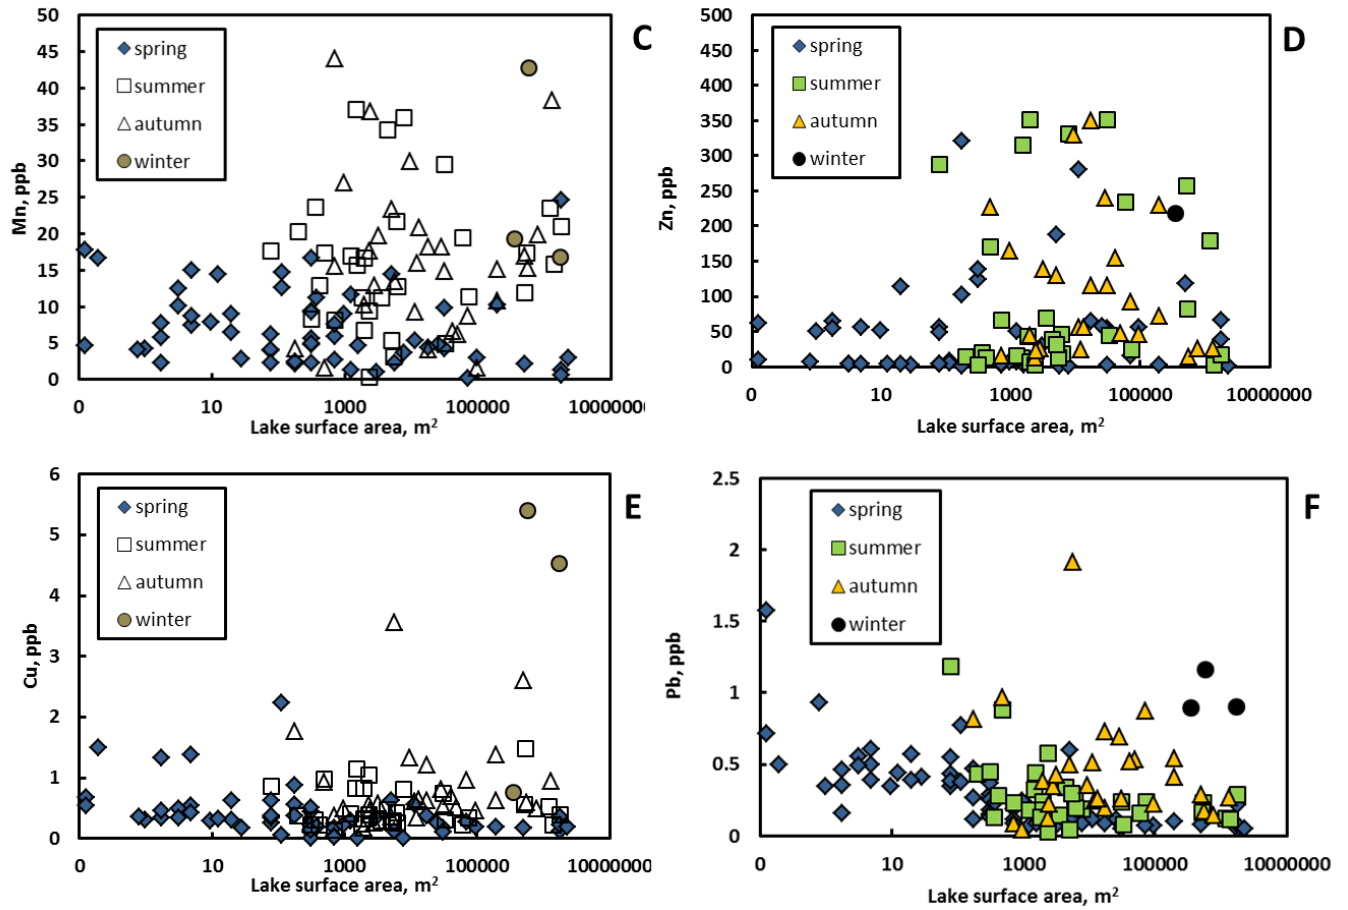 50
45
40
35
30
25
20
15
10
5
0
Mn, ppb
spring
summer
autumn
winter
C
0 10 1000 100000 10000000
Lake surface area, m²
500
450
400
350
300
250
200
150
100
50
0
Zn, ppb
spring
summer
autumn
winter
D
0 10 1000 100000 10000000
Lake surface area, m²
6
5
4
3
2
1
0
Cu, ppb
spring
summer
autumn
winter
E
0 10 1000 100000 10000000
Lake surface area, m²
2.5
2
1.5
1
0.5
0
Pb, ppb
spring
summer
autumn
winter
F
0 10 1000 100000 10000000
Lake surface area, m²